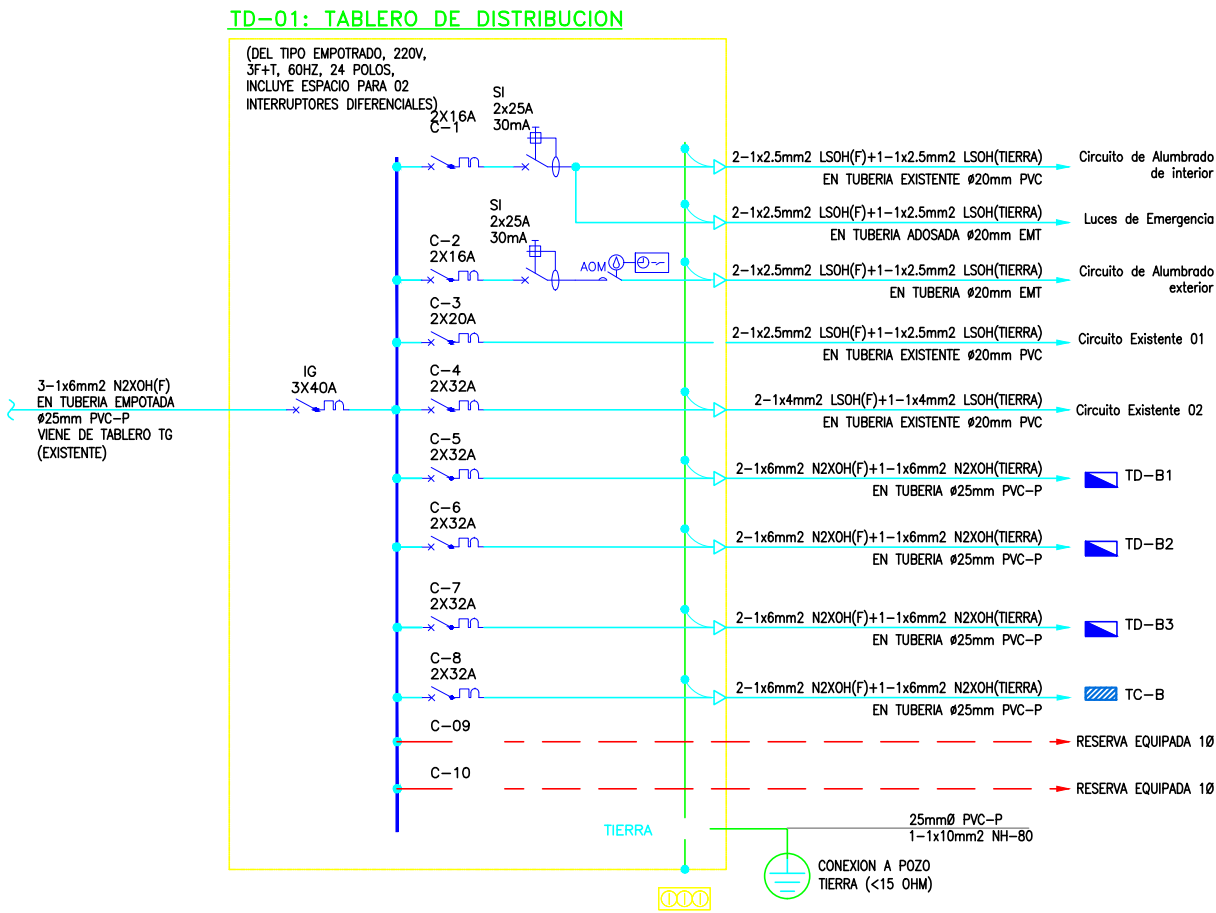 TD-01: TABLERO DE DISTRIBUCION
(DEL TIPO EMPOTRADO, 220V,
3F+T, 60HZ, 24 POLOS,
INCLUYE ESPACIO PARA 02
INTERRUPTORES DIFERENCIALES)
2X16A
C-1
SI
2x25A
30mA
2-1x2.5mm2 LSOH(F)+1-1x2.5mm2 LSOH(TIERRA)
EN TUBERIA EXISTENTE ø20mm PVC
Circuito de Alumbrado
de interior
2-1x2.5mm2 LSOH(F)+1-1x2.5mm2 LSOH(TIERRA)
EN TUBERIA ADOSADA ø20mm EMT
Luces de Emergencia
C-2
2X16A
SI
2x25A
30mA
AOM
2-1x2.5mm2 LSOH(F)+1-1x2.5mm2 LSOH(TIERRA)
EN TUBERIA ø20mm EMT
Circuito de Alumbrado
exterior
C-3
2X20A
2-1x2.5mm2 LSOH(F)+1-1x2.5mm2 LSOH(TIERRA)
EN TUBERIA EXISTENTE ø20mm PVC
Circuito Existente 01
3-1x6mm2 N2XOH(F)
EN TUBERIA EMPOTADA
ø25mm PVC-P
VIENE DE TABLERO TG
(EXISTENTE)
IG
3X40A
C-4
2X32A
2-1x4mm2 LSOH(F)+1-1x4mm2 LSOH(TIERRA)
EN TUBERIA EXISTENTE ø20mm PVC
Circuito Existente 02
C-5
2X32A
2-1x6mm2 N2XOH(F)+1-1x6mm2 N2XOH(TIERRA)
EN TUBERIA ø25mm PVC-P
TD-B1
C-6
2X32A
2-1x6mm2 N2XOH(F)+1-1x6mm2 N2XOH(TIERRA)
EN TUBERIA ø25mm PVC-P
TD-B2
C-7
2X32A
2-1x6mm2 N2XOH(F)+1-1x6mm2 N2XOH(TIERRA)
EN TUBERIA ø25mm PVC-P
TD-B3
C-8
2X32A
2-1x6mm2 N2XOH(F)+1-1x6mm2 N2XOH(TIERRA)
EN TUBERIA ø25mm PVC-P
TC-B
C-09
RESERVA EQUIPADA 1Ø
C-10
RESERVA EQUIPADA 1Ø
TIERRA
25mmØ PVC-P
1-1x10mm2 NH-80
CONEXION A POZO
TIERRA (<15 OHM)